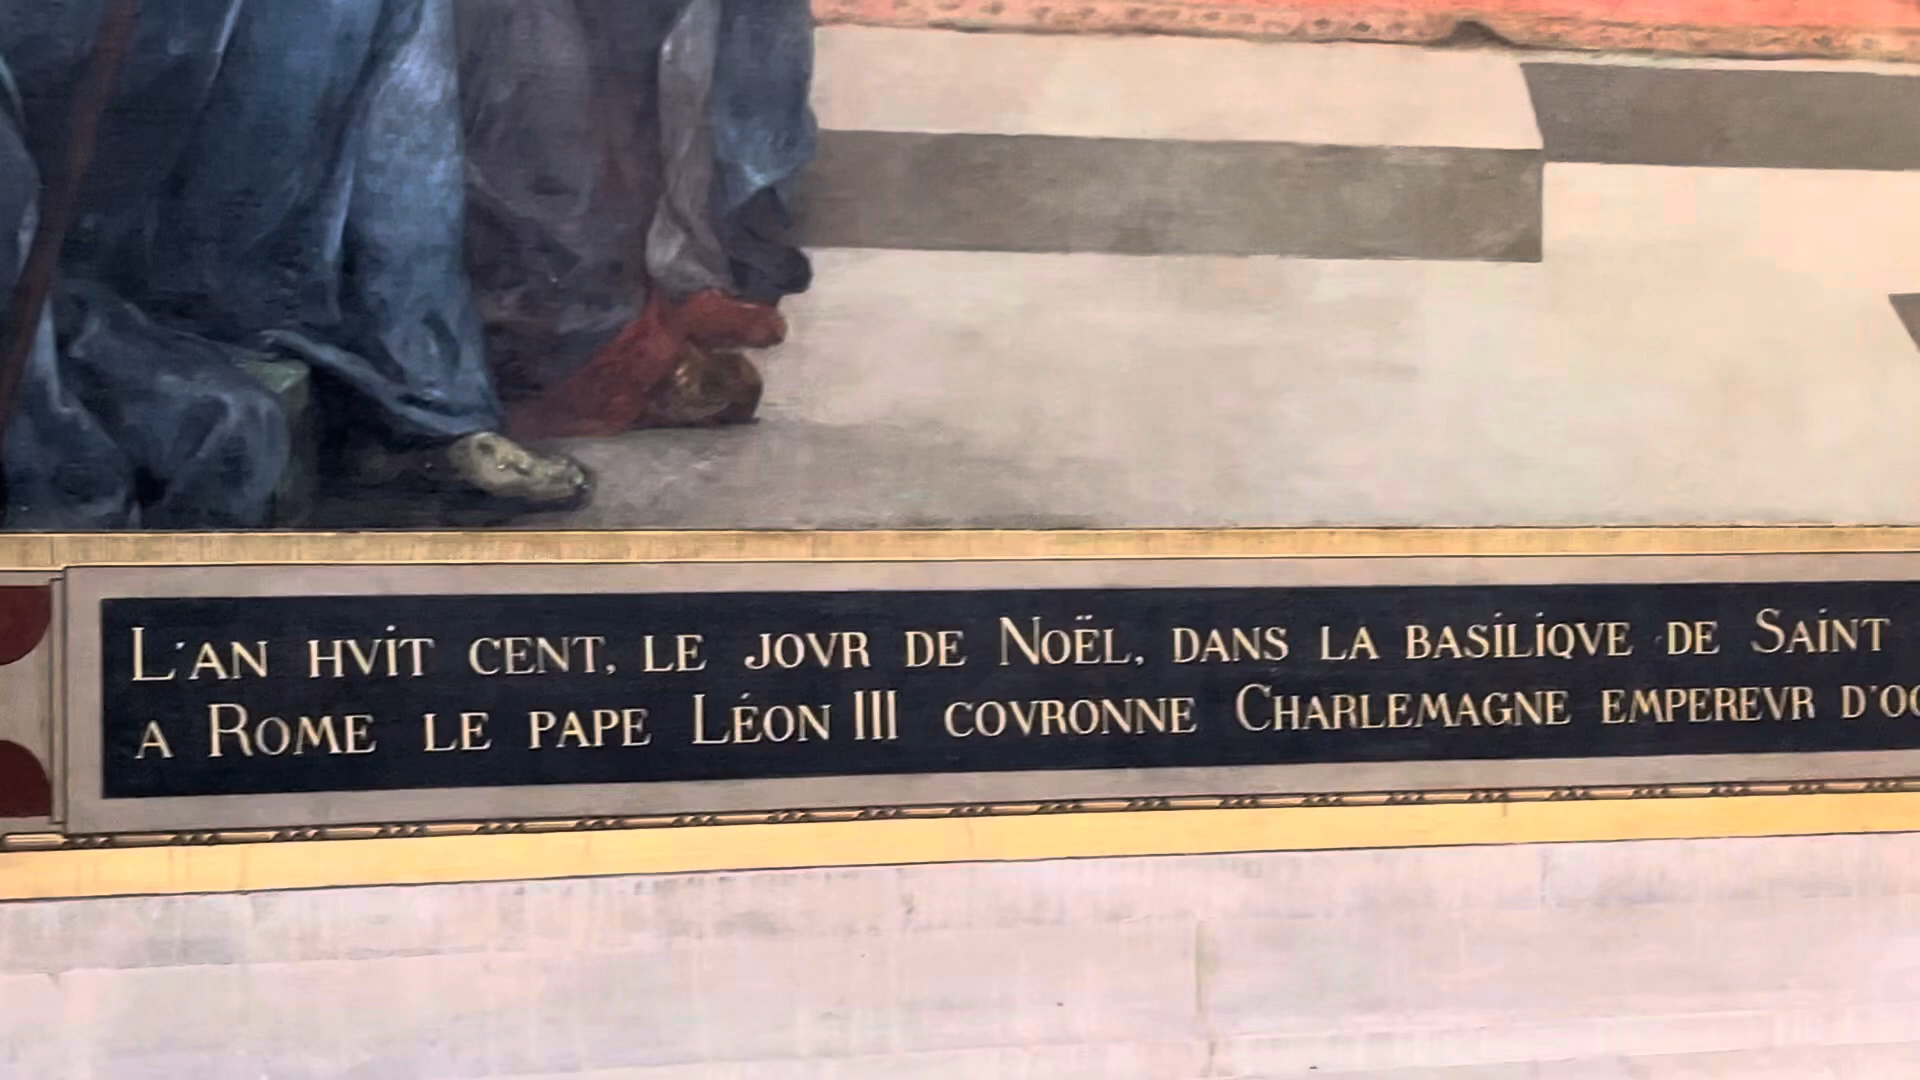 L'AN HVIT CENT, LE JOVR DE NOËL, DANS LA BASILIQVE DE SAINT
A ROME LE PAPE LÉON III COVRONNE CHARLEMAGNE EMPEREVR